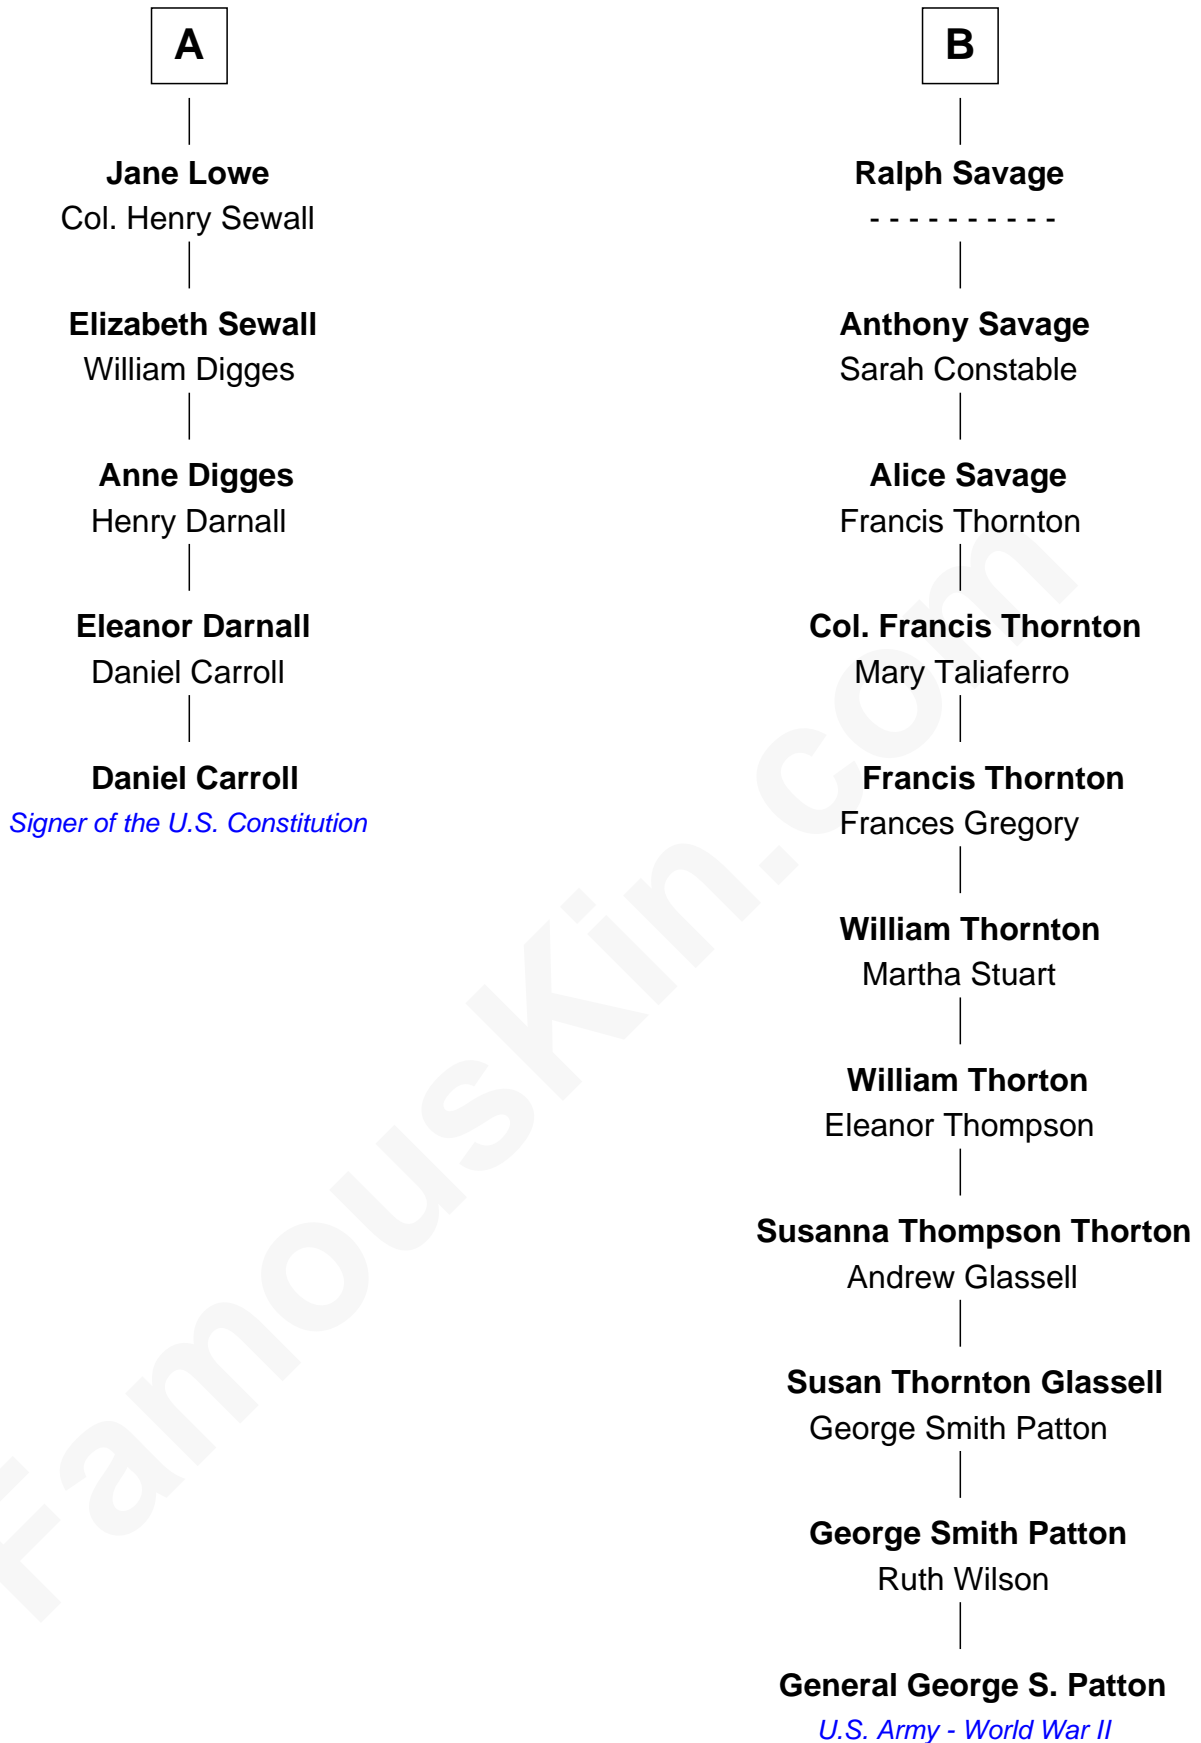 A
Jane Lowe
Col. Henry Sewall
Elizabeth Sewall
William Digges
Anne Digges
Henry Darnall
Eleanor Darnall
Daniel Carroll
Daniel Carroll
Signer of the U.S. Constitution
B
Ralph Savage
- - - - - - - - - -
Anthony Savage
Sarah Constable
Alice Savage
Francis Thornton
Col. Francis Thornton
Mary Taliaferro
Francis Thornton
Frances Gregory
William Thornton
Martha Stuart
William Thorton
Eleanor Thompson
Susanna Thompson Thorton
Andrew Glassell
Susan Thornton Glassell
George Smith Patton
George Smith Patton
Ruth Wilson
General George S. Patton
U.S. Army - World War II
FamousKin.com